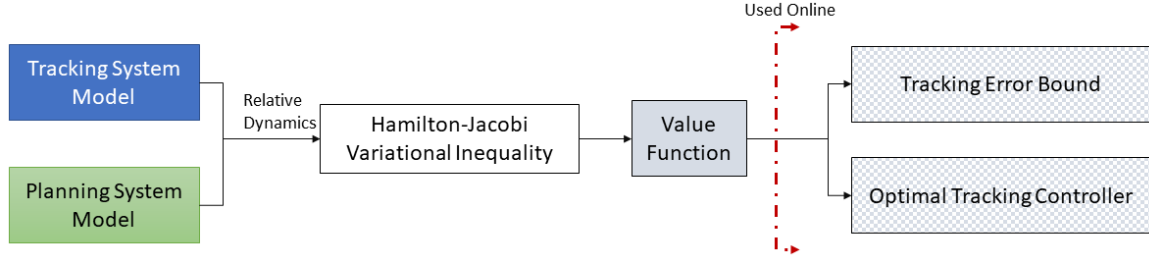 Used Online
Tracking System
Model
Tracking Error Bound
Relative
Dynamics
Hamilton-Jacobi
Variational Inequality
Value
Function
Planning System
Model
Optimal Tracking Controller